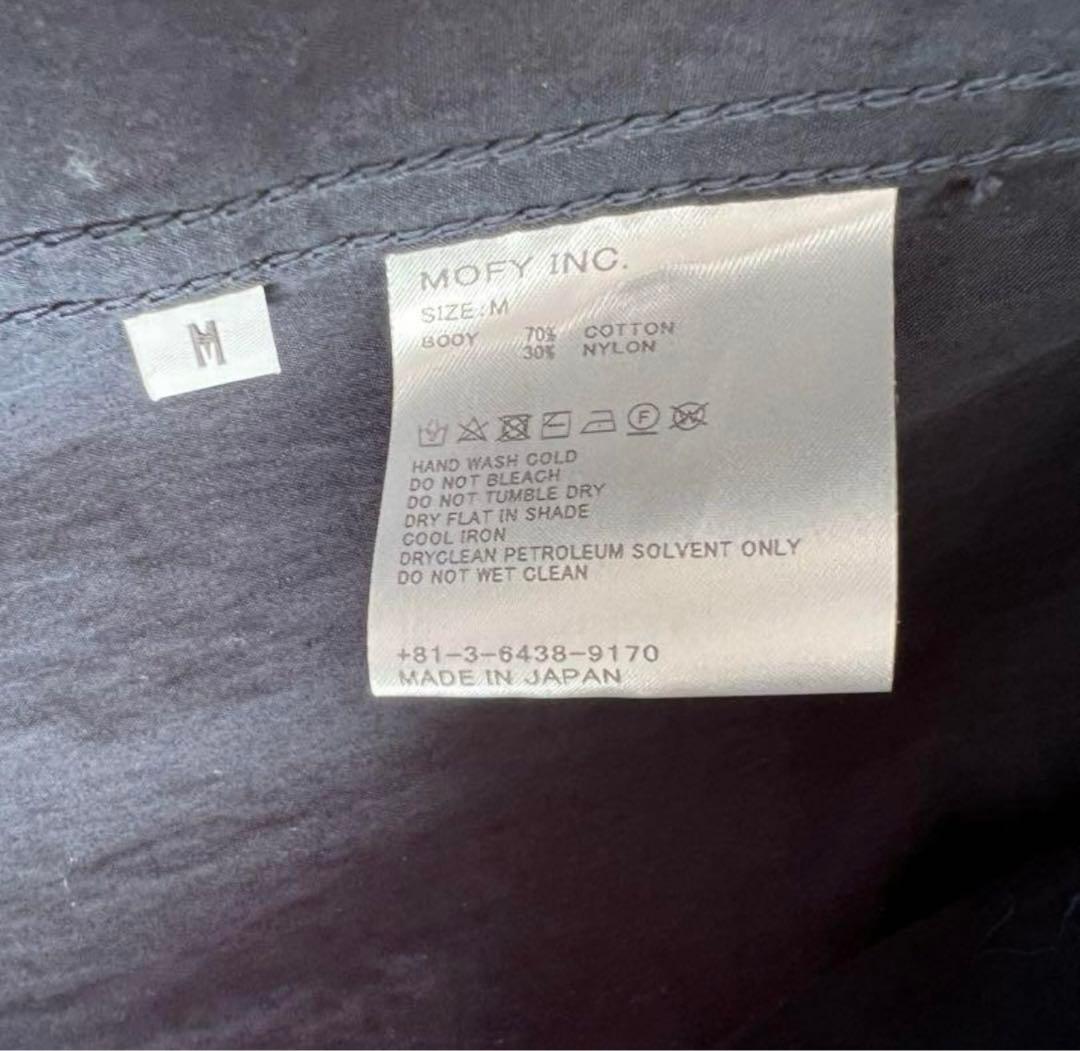 M
MOFY INC.
SIZE:M
BODY 70% COTTON
30% NYLON
F W
HAND WASH COLD
DO NOT BLEACH
DO NOT TUMBLE DRY
DRY FLAT IN SHADE
COOL IRON
DRYCLEAN PETROLEUM SOLVENT ONLY
DO NOT WET CLEAN
+81-3-6438-9170
MADE IN JAPAN